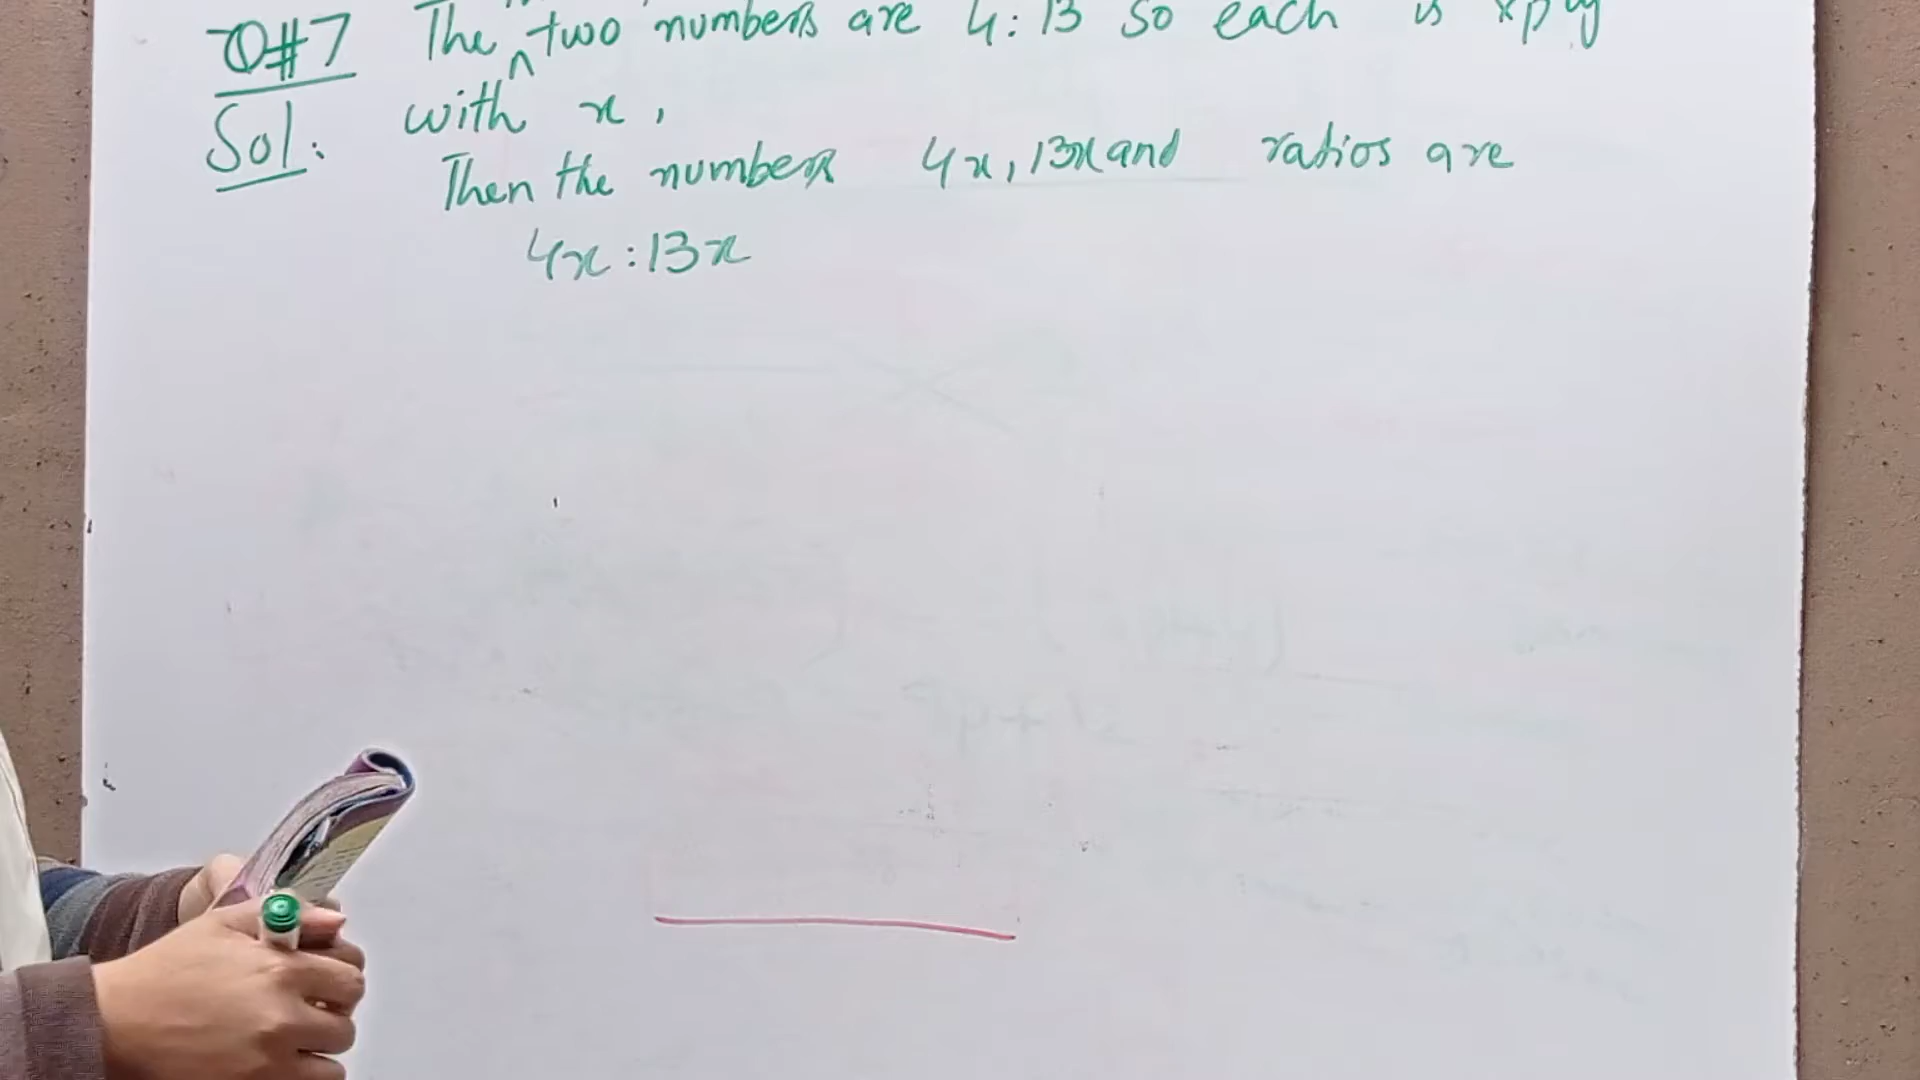 Q#7 The two numbers are 4:13 so each is xply
Sol: with x,
Then the numbers 4x, 13x and ratios are
4x:13x